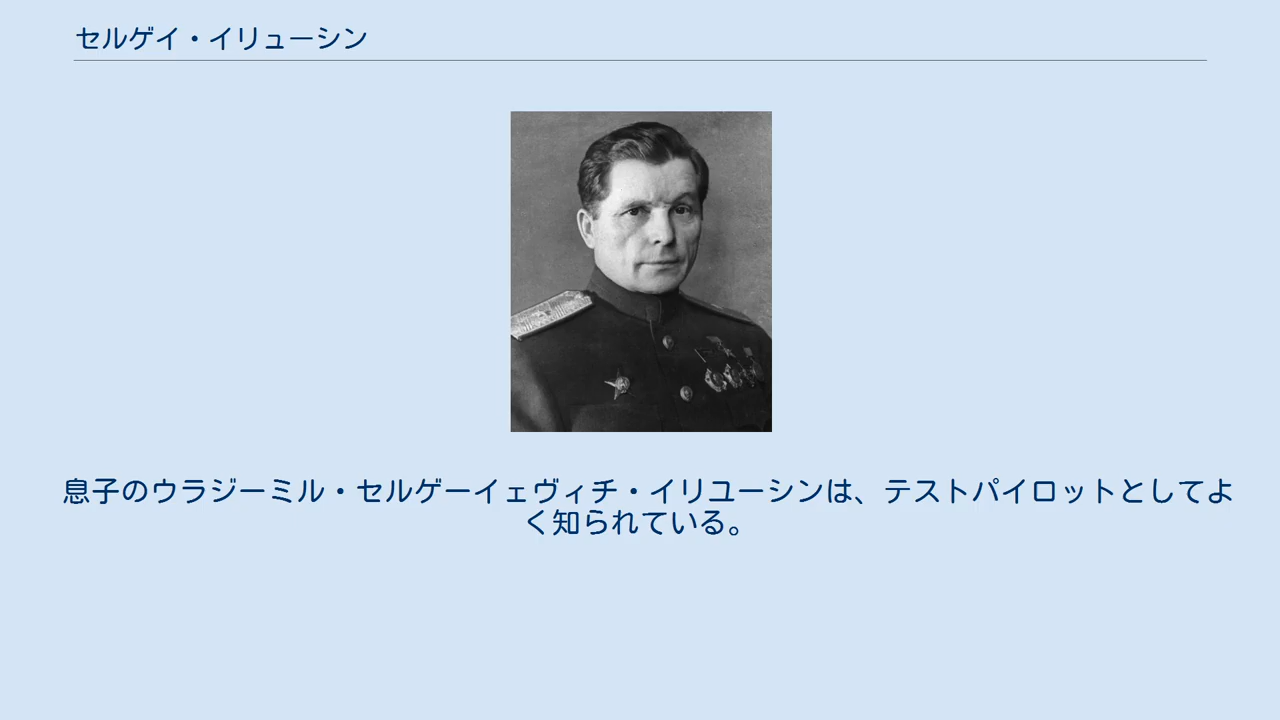 セルゲイ・イリューシン
息子のウラジーミル・セルゲーイェヴィチ・イリユーシンは、テストパイロットとしてよ
く知られている。